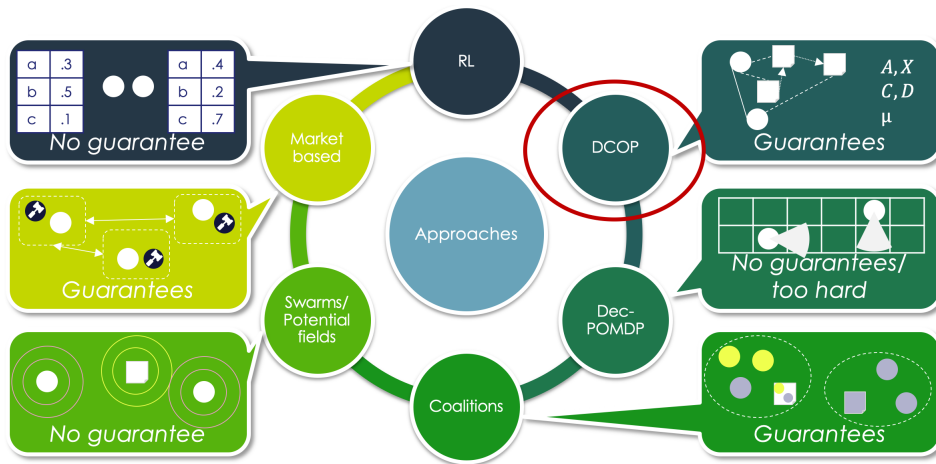 RL
a .3
b .5
c .1
a .4
b .2
c .7
No guarantee
Market
based
DCOP
A, X
C, D
μ
Guarantees
Approaches
Guarantees
No guarantees/
too hard
Swarms/
Potential
fields
Dec-
POMDP
No guarantee
Coalitions
Guarantees